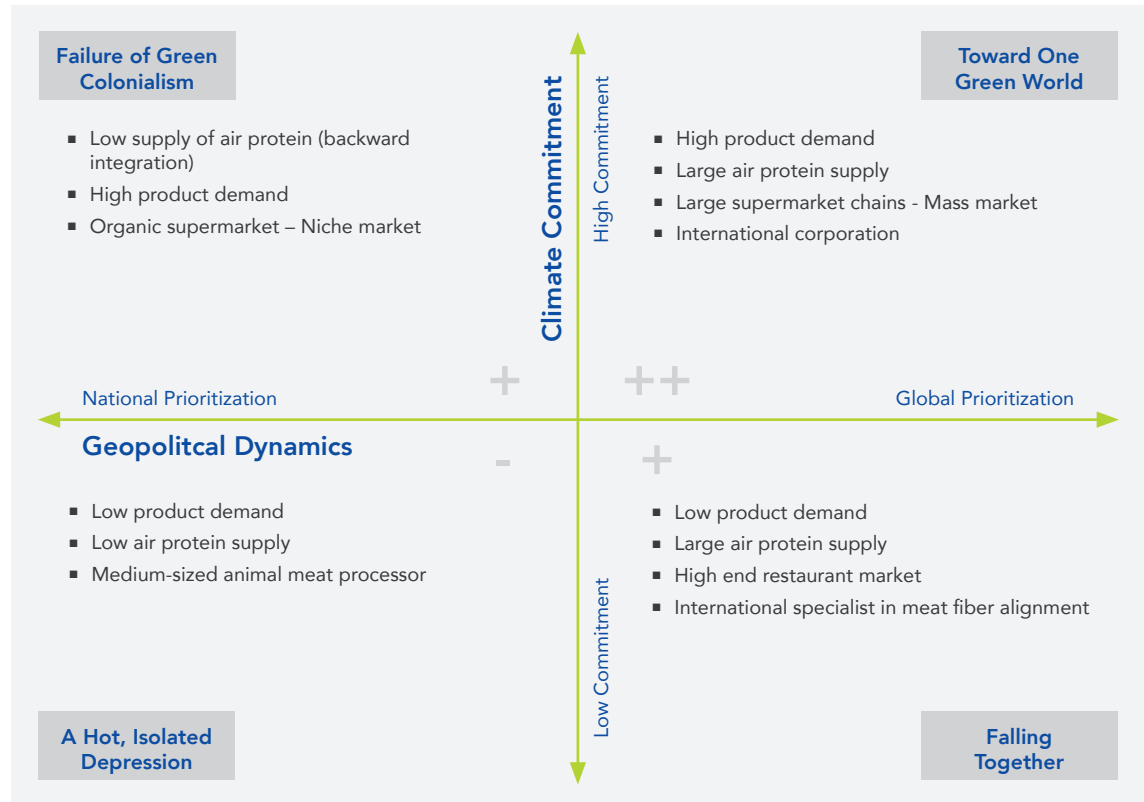 Failure of Green
Colonialism
▪ Low supply of air protein (backward
integration)
▪ High product demand
▪ Organic supermarket – Niche market
Climate Commitment
High Commitment
Toward One
Green World
▪ High product demand
▪ Large air protein supply
▪ Large supermarket chains - Mass market
▪ International corporation
+
++
National Prioritization
Global Prioritization
Geopolitcal Dynamics
-
+
▪ Low product demand
▪ Low air protein supply
▪ Medium-sized animal meat processor
Low Commitment
▪ Low product demand
▪ Large air protein supply
▪ High end restaurant market
▪ International specialist in meat fiber alignment
A Hot, Isolated
Depression
Falling
Together